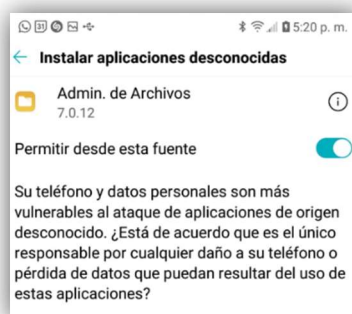 5:20 p. m.
Instalar aplicaciones desconocidas
Admin. de Archivos
7.0.12
Permitir desde esta fuente
Su teléfono y datos personales son más
vulnerables al ataque de aplicaciones de origen
desconocido. ¿Está de acuerdo que es el único
responsable por cualquier daño a su teléfono o
pérdida de datos que puedan resultar del uso de
estas aplicaciones?